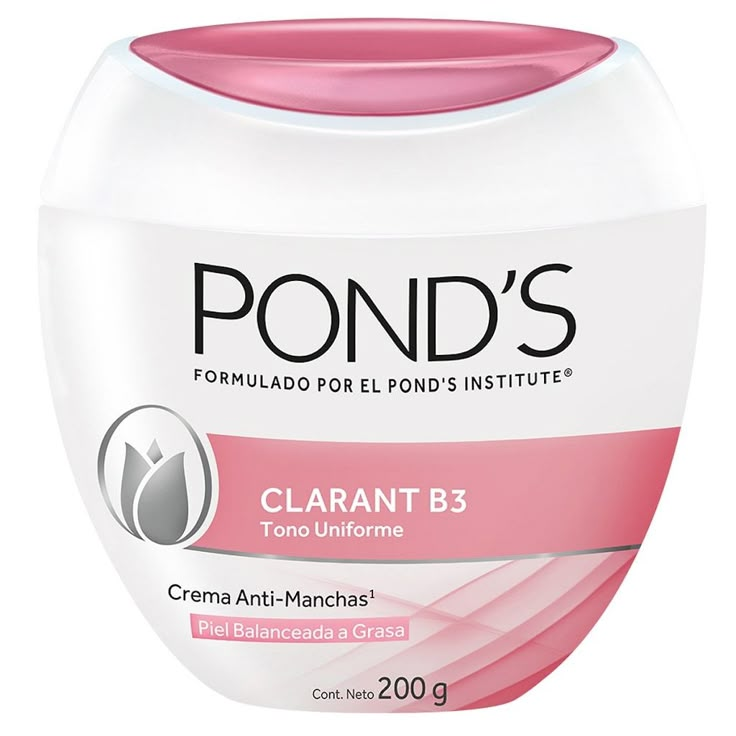 POND'S
FORMULADO POR EL POND'S INSTITUTE®
CLARANT B3
Tono Uniforme
Crema Anti-Manchas¹
Piel Balanceada a Grasa
Cont. Neto 200 g